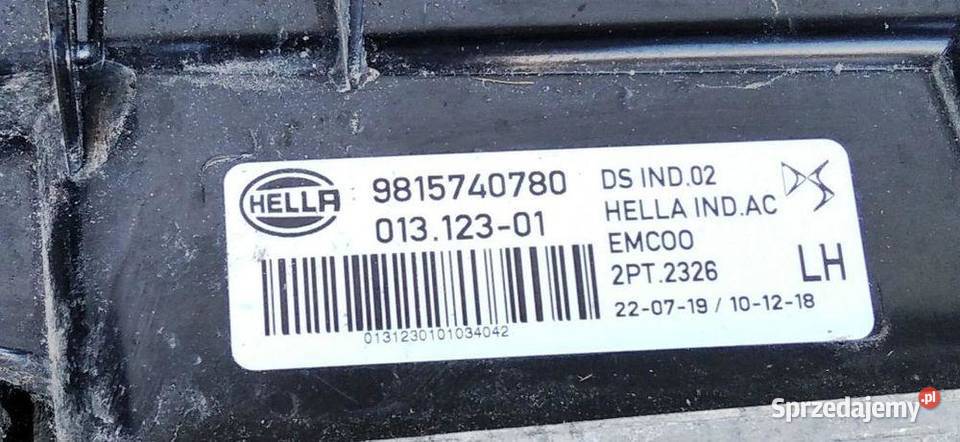 HELLA
9815740780
013.123-01
0131230101034042
DS IND.02
HELLA IND.AC
EMC00
2PT.2326
22-07-19 / 10-12-18
DS
LH
Sprzedajemy.pl